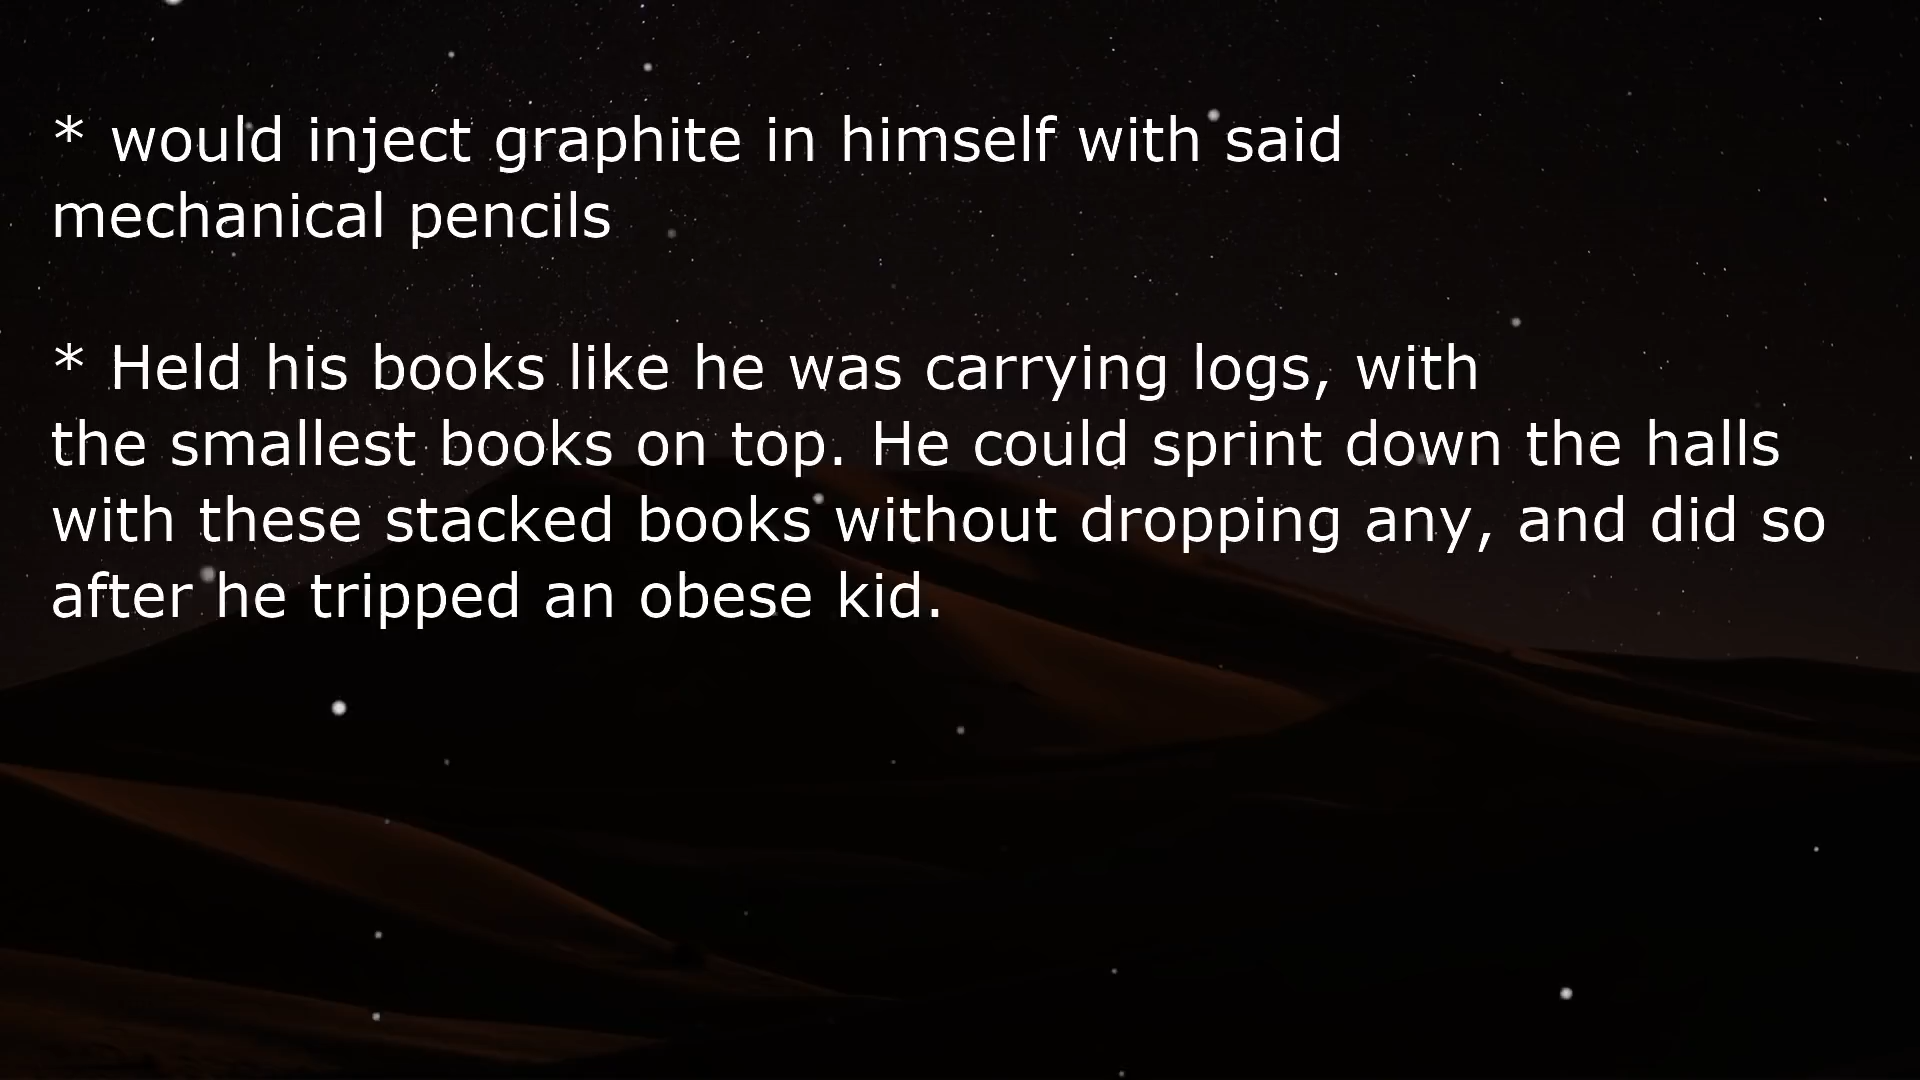 * would inject graphite in himself with said
mechanical pencils
* Held his books like he was carrying logs, with
the smallest books on top. He could sprint down the halls
with these stacked books without dropping any, and did so
after he tripped an obese kid.